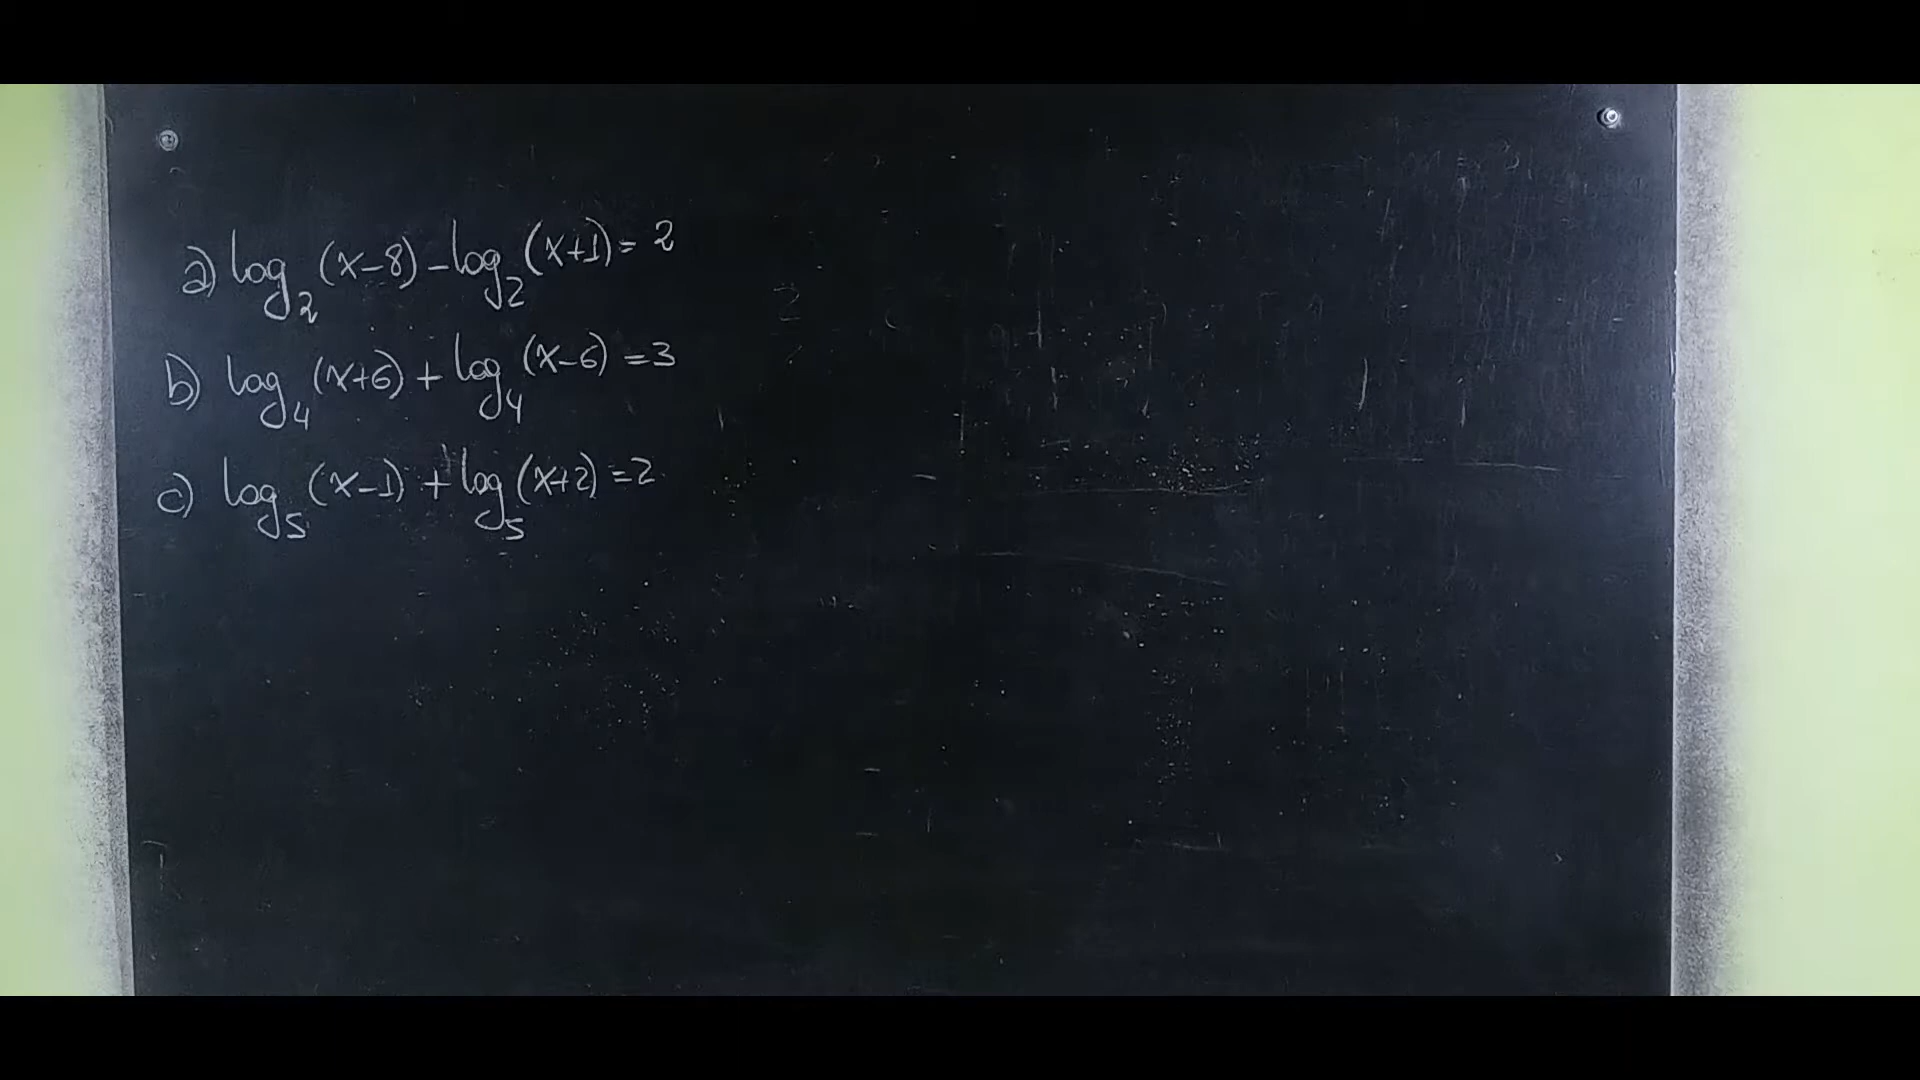 a) log₂(x-8)-log₂(x+1)=2
b) log₄(x+6)+log₄(x-6)=3
c) log₅(x-1)+log₅(x+2)=2